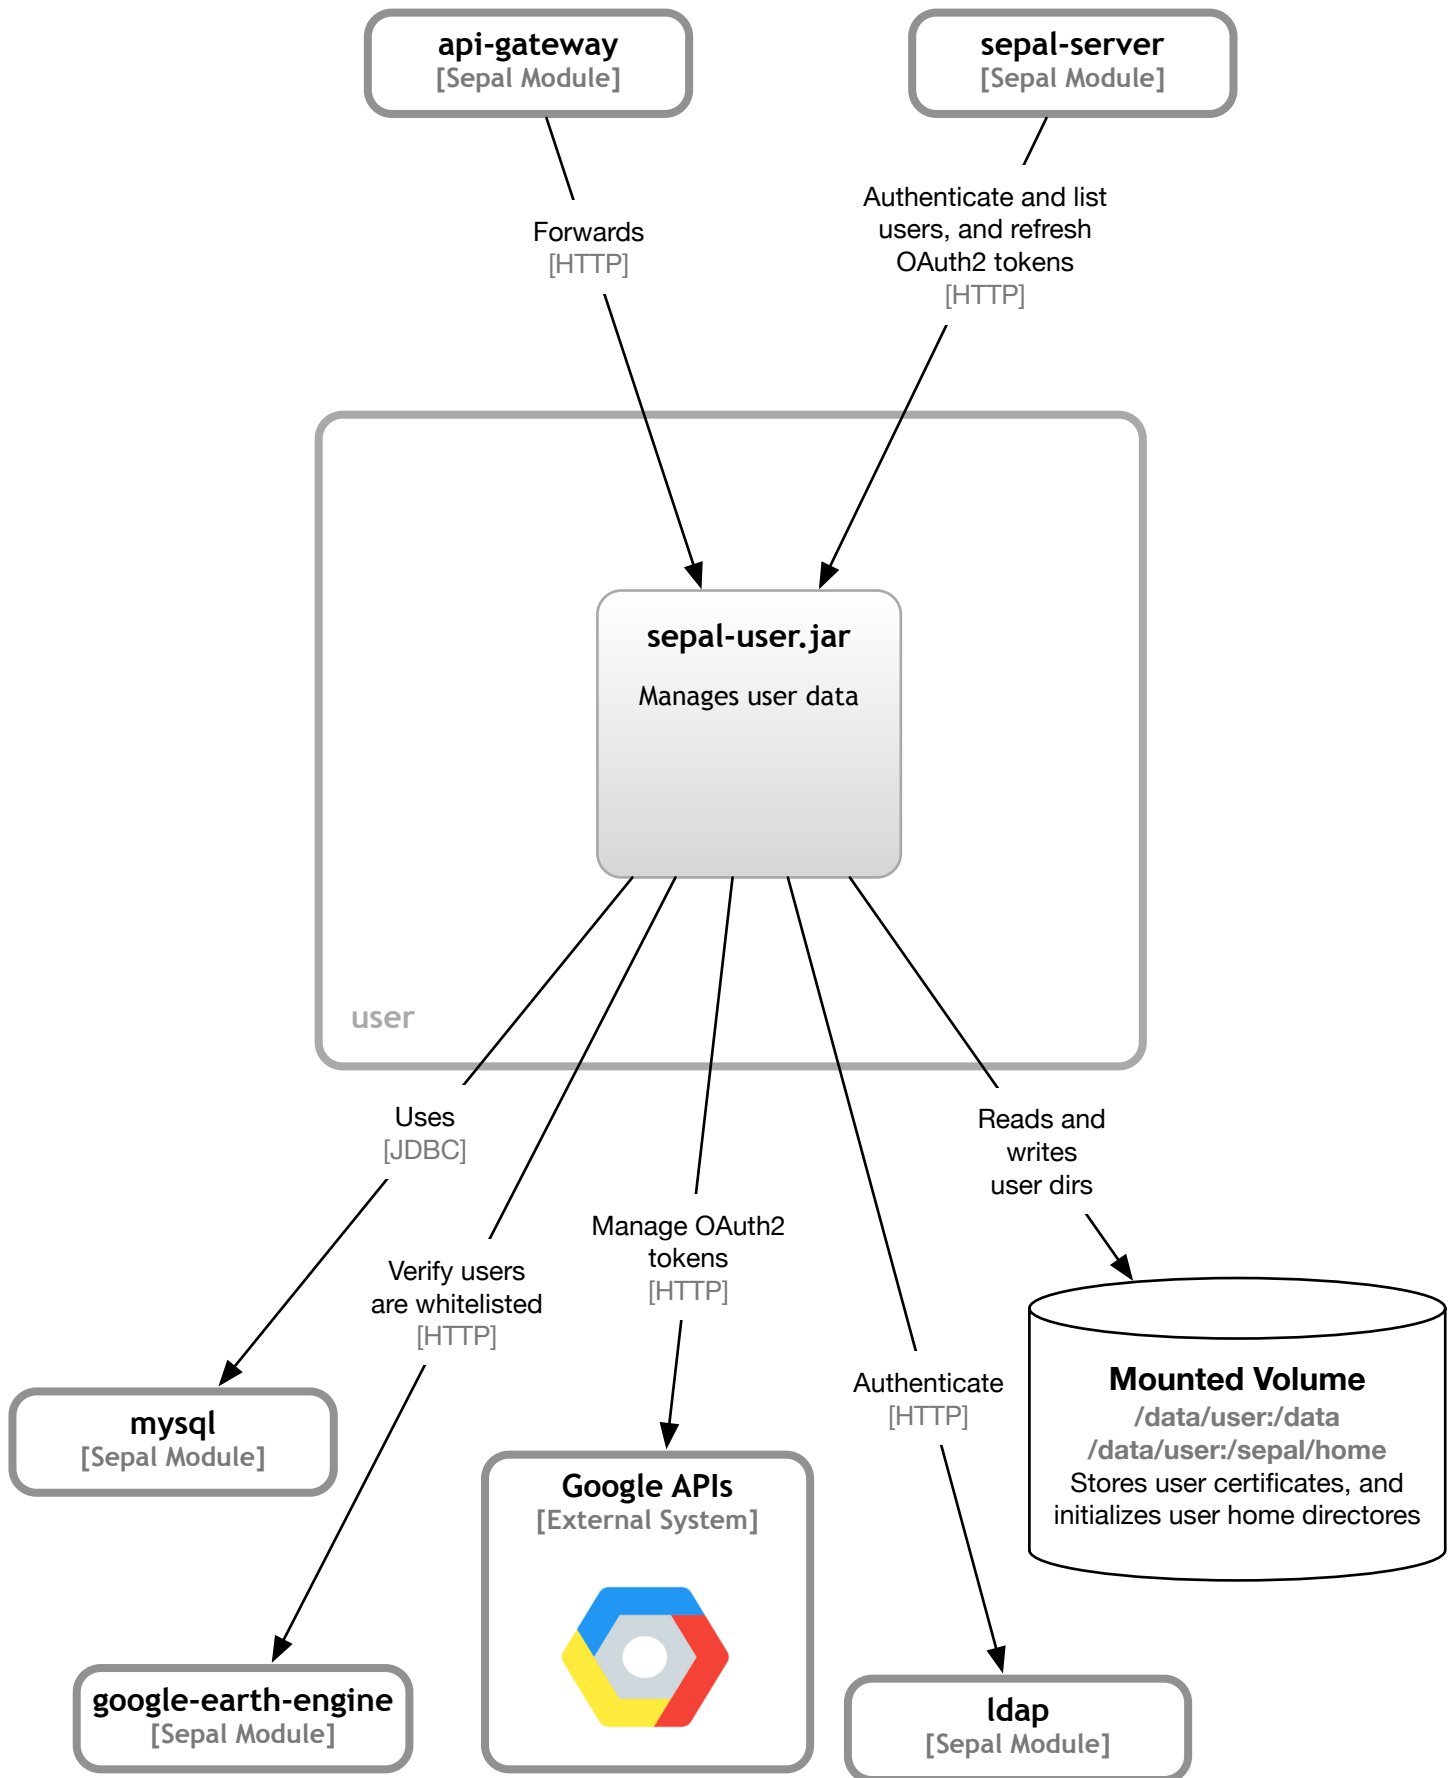 api-gateway
[Sepal Module]
sepal-server
[Sepal Module]
Forwards
[HTTP]
Authenticate and list
users, and refresh
OAuth2 tokens
[HTTP]
sepal-user.jar
Manages user data
user
Uses
[JDBC]
Reads and
writes
user dirs
Manage OAuth2
tokens
[HTTP]
Verify users
are whitelisted
[HTTP]
Authenticate
[HTTP]
Mounted Volume
/data/user:/data
/data/user:/sepal/home
Stores user certificates, and
initializes user home directores
mysql
[Sepal Module]
Google APIs
[External System]
google-earth-engine
[Sepal Module]
ldap
[Sepal Module]